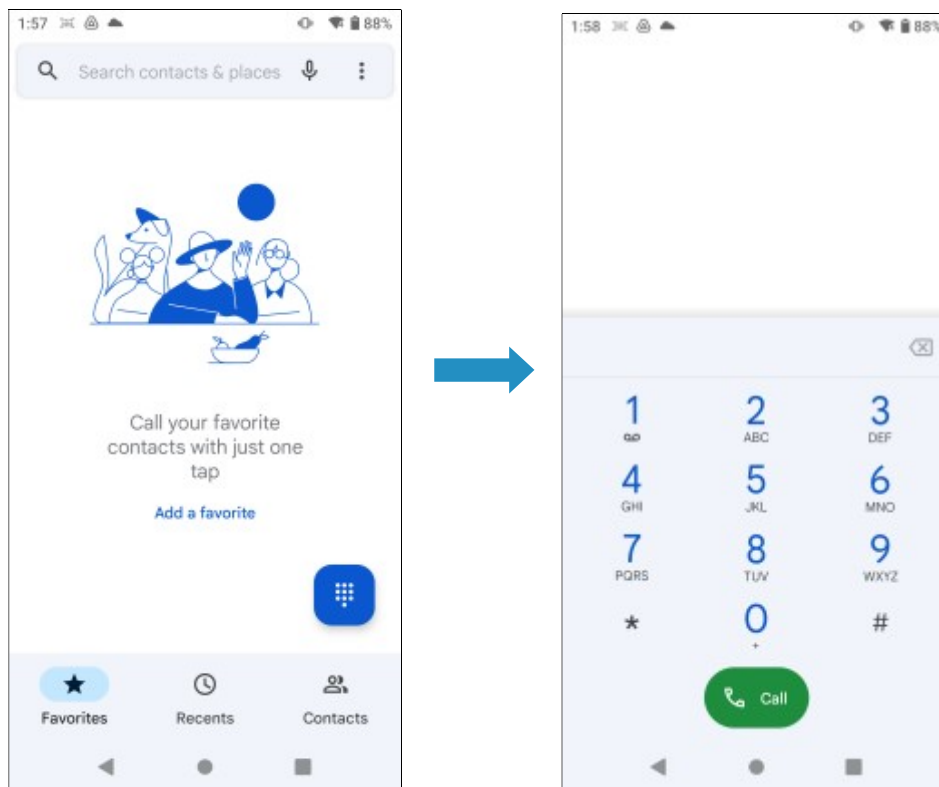 1:57
88%
Search contacts & places
Call your favorite
contacts with just one
tap
Add a favorite
Favorites
Recents
Contacts
1:58
88%
1
2
ABC
3
DEF
4
GHI
5
JKL
6
MNO
7
PQRS
8
TUV
9
WXYZ
*
0
+
#
Call